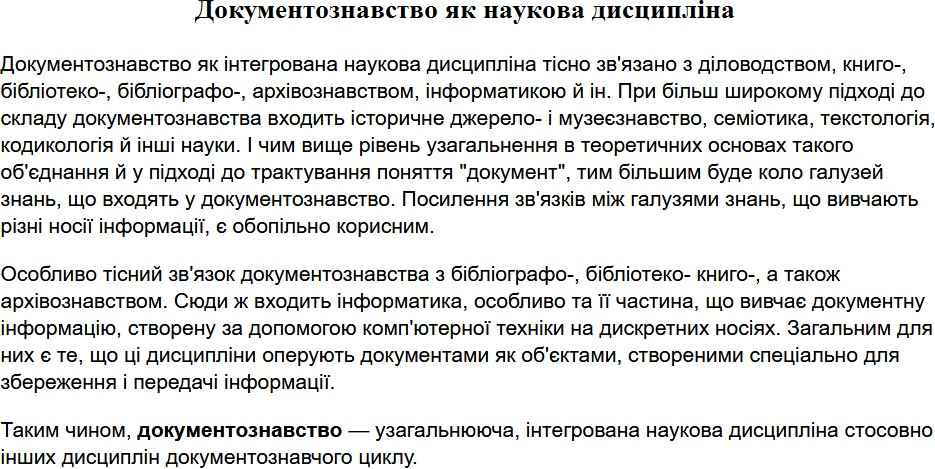 Документознавство як наукова дисципліна
Документознавство як інтегрована наукова дисципліна тісно зв'язано з діловодством, книго-,
бібліотеко-, бібліографо-, архівознавством, інформатикою й ін. При більш широкому підході до
складу документознавства входить історичне джерело- і музеєзнавство, семіотика, текстологія,
кодикологія й інші науки. І чим вище рівень узагальнення в теоретичних основах такого
об'єднання й у підході до трактування поняття "документ", тим більшим буде коло галузей
знань, що входять у документознавство. Посилення зв'язків між галузями знань, що вивчають
різні носії інформації, є обопільно корисним.
Особливо тісний зв'язок документознавства з бібліографо-, бібліотеко- книго-, а також
архівознавством. Сюди ж входить інформатика, особливо та її частина, що вивчає документну
інформацію, створену за допомогою комп'ютерної техніки на дискретних носіях. Загальним для
них є те, що ці дисципліни оперують документами як об'єктами, створеними спеціально для
збереження і передачі інформації.
Таким чином, документознавство — узагальнююча, інтегрована наукова дисципліна стосовно
інших дисциплін документознавчого циклу.